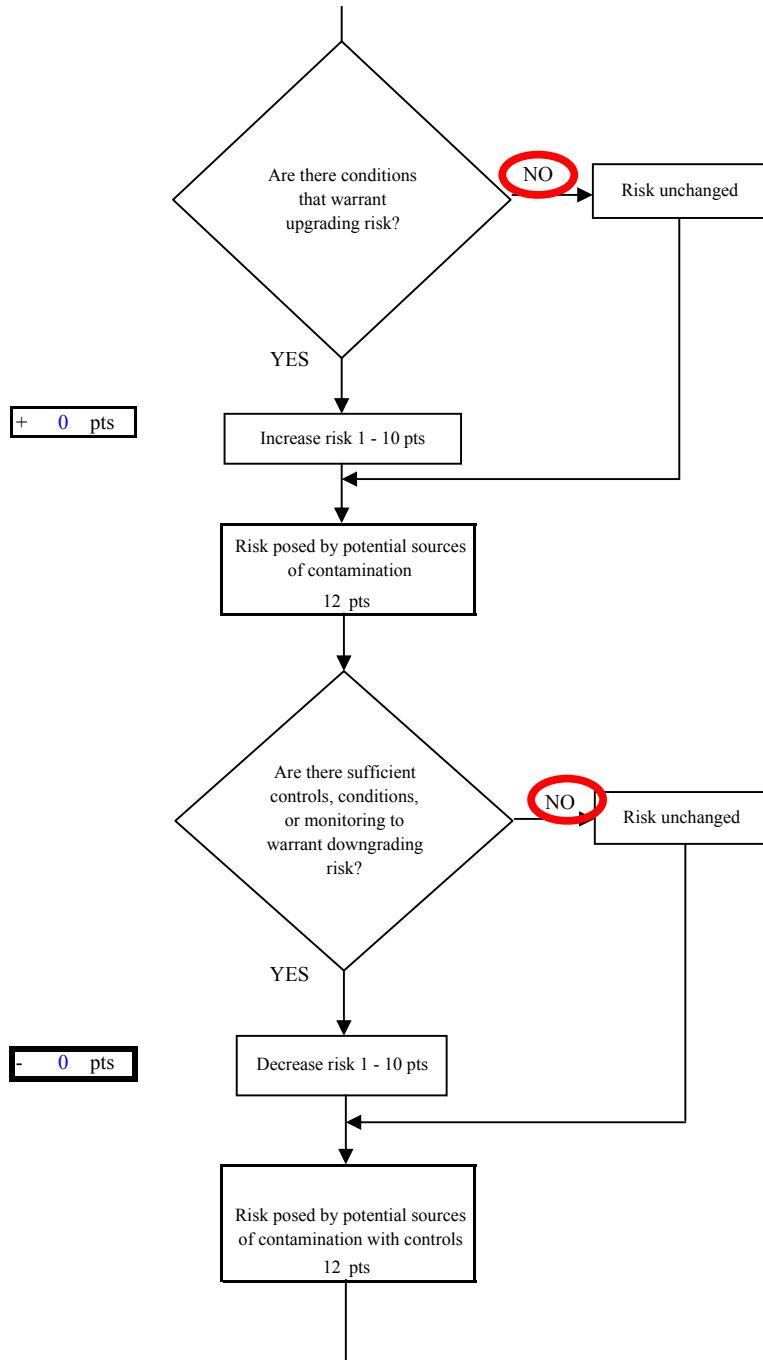 Are there conditions
that warrant
upgrading risk?
NO
Risk unchanged
YES
+ 0 pts
Increase risk 1 - 10 pts
Risk posed by potential sources
of contamination
12 pts
Are there sufficient
controls, conditions,
or monitoring to
warrant downgrading
risk?
NO
Risk unchanged
YES
- 0 pts
Decrease risk 1 - 10 pts
Risk posed by potential sources
of contamination with controls
12 pts